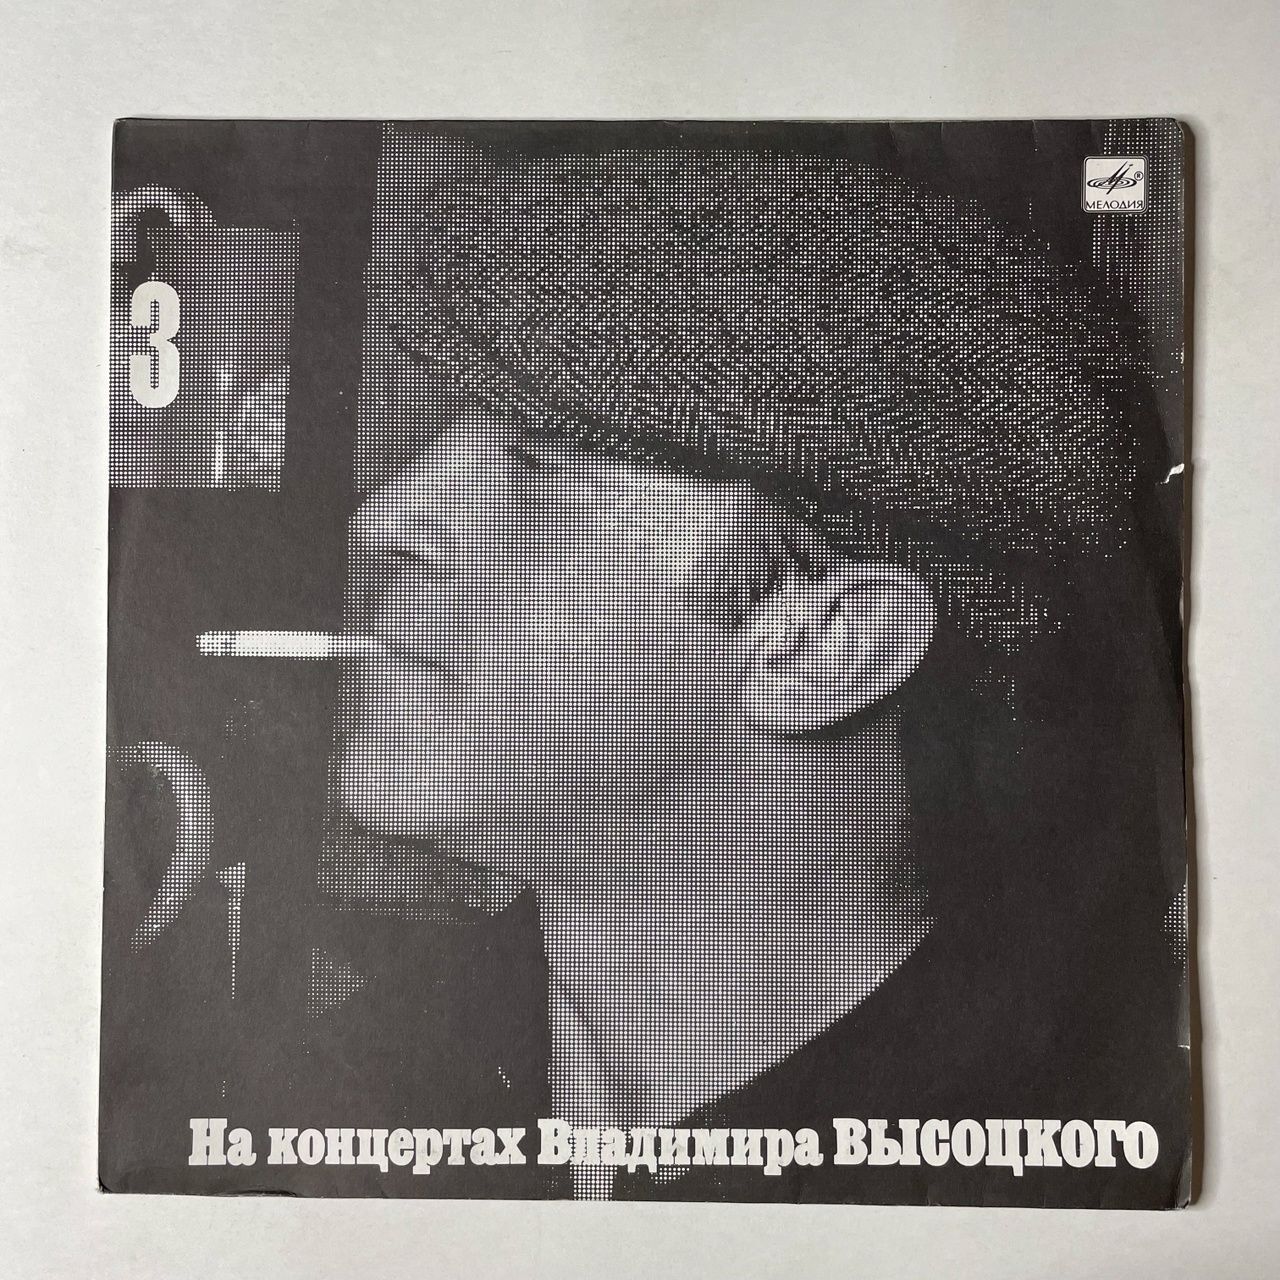 МЕЛОДИЯ
3
На концертах Владимира ВЫСОЦКОГО